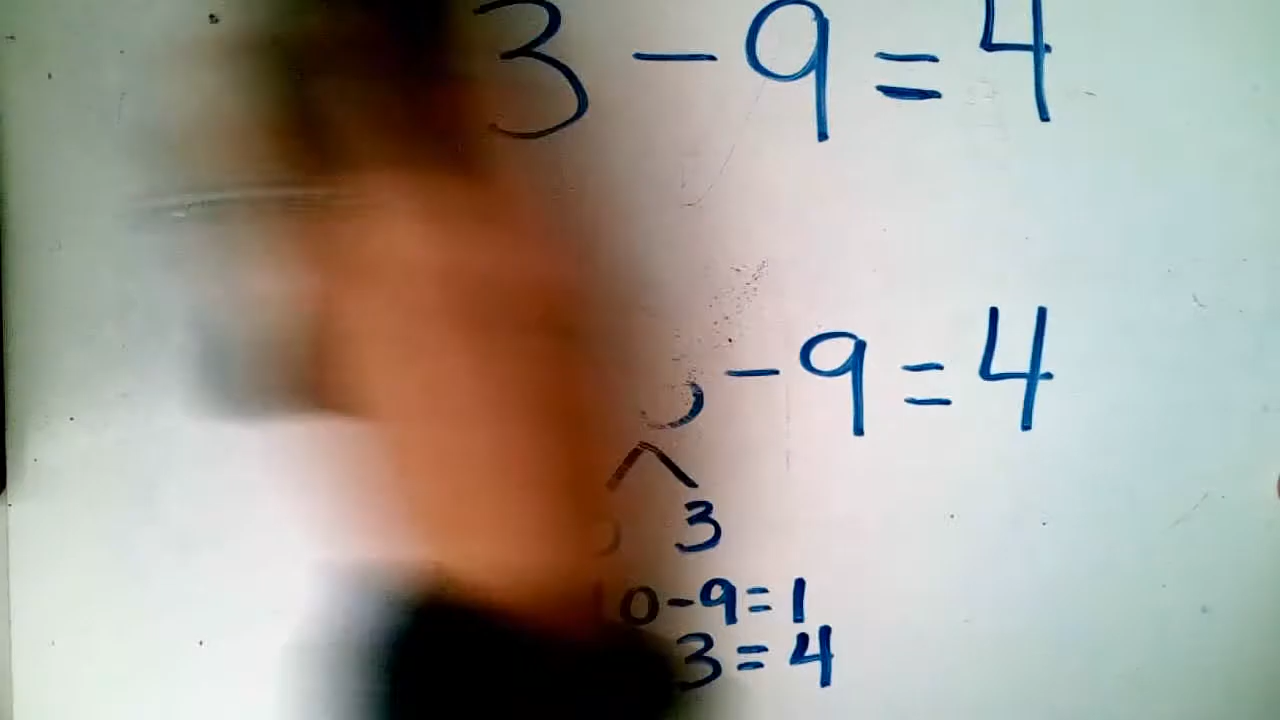 3 - 9 = 4
- 9 = 4
3
10-9=1
3=4